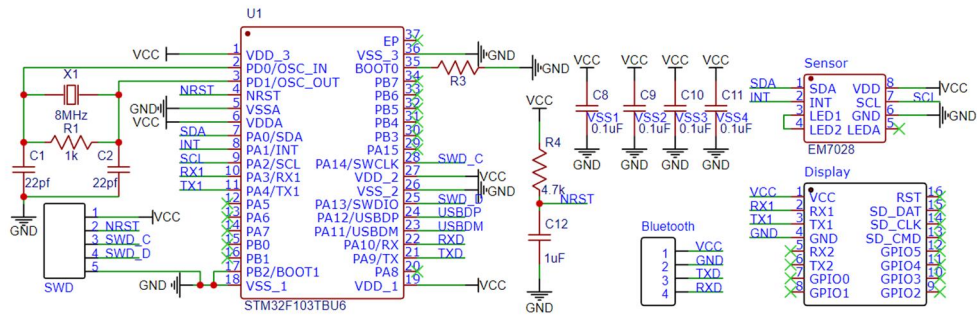 U1
VCC
1 VDD_3
2 PD0/OSC_IN
3 PD1/OSC_OUT
NRST 4 NRST
GND 5 VSSA
VCC 6 VDDA
SDA 7 PA0/SDA
INT 8 PA1/INT
SCL 9 PA2/SCL
RX1 10 PA3/RX1
TX1 11 PA4/TX1
12 PA5
13 PA6
14 PA7
15 PB0
16 PB1
17 PB2/BOOT1
GND 18 VSS_1
EP 37
VSS_3 36 GND
BOOT0 35
PB7 34
PB6 33
PB5 32
PB4 31
PB3 30
PA15 29
PA14/SWCLK 28 SWD_C
VDD_2 27 VCC
VSS_2 26 GND
PA13/SWDIO 25 SWD_D
PA12/USBDP 24 USBDP
PA11/USBDM 23 USBDM
PA10/RX 22 RXD
PA9/TX 21 TXD
PA8 20
VDD_1 19 VCC
STM32F103TBU6
X1
8MHz
R1
1k
C1
22pf
C2
22pf
GND
1 VCC
2 NRST
3 SWD_C
4 SWD_D
5
SWD
R3
GND
VCC
R4
4.7k
NRST
C12
1uF
GND
VCC VCC VCC VCC
C8 C9 C10 C11
VSS1 VSS2 VSS3 VSS4
0.1uF 0.1uF 0.1uF 0.1uF
GND GND GND GND
Sensor
SDA 1 SDA VDD 8 VCC
INT 2 INT SCL 7 SCL
3 LED1 GND 6 GND
4 LED2 LEDA 5
EM7028
Display
VCC 1 VCC RST 16
RX1 2 RX1 SD_DAT 15
TX1 3 TX1 SD_CLK 14
GND 4 GND SD_CMD 13
5 RX2 GPIO5 12
6 TX2 GPIO4 11
7 GPIO0 GPIO3 10
8 GPIO1 GPIO2 9
Bluetooth
1 VCC
2 GND
3 TXD
4 RXD